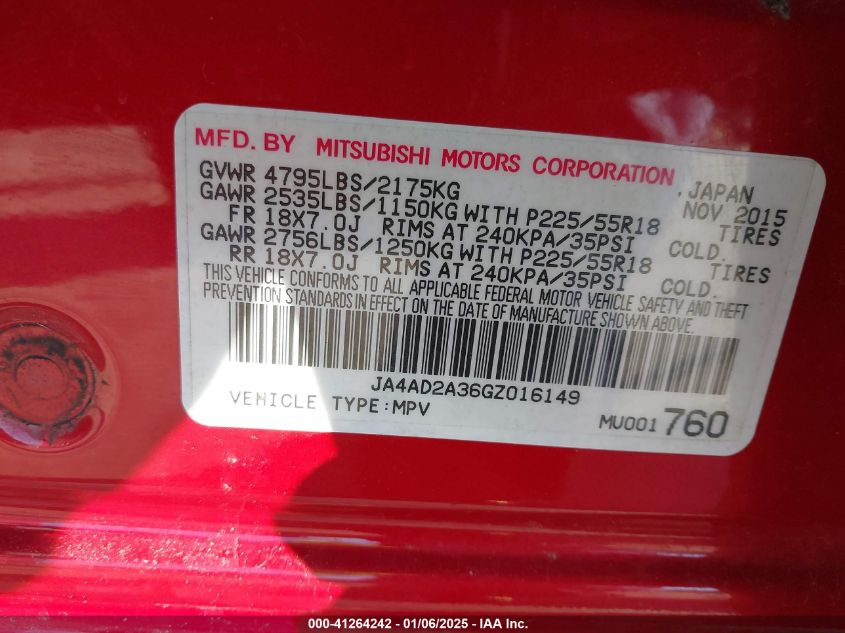 MFD. BY MITSUBISHI MOTORS CORPORATION
GVWR 4795LBS/2175KG , JAPAN
GAWR 2535LBS/1150KG WITH P225/55R18 NOV 2015
FR 18X7.0J RIMS AT 240KPA/35PSI COLD. TIRES
GAWR 2756LBS/1250KG WITH P225/55R18 TIRES
RR 18X7.0J RIMS AT 240KPA/35PSI COLD.
THIS VEHICLE CONFORMS TO ALL APPLICABLE FEDERAL MOTOR VEHICLE SAFETY AND THEFT
PREVENTION STANDARDS IN EFFECT ON THE DATE OF MANUFACTURE SHOWN ABOVE.
JA4AD2A36GZ016149
VEHICLE TYPE:MPV MU001 760
000-41264242 - 01/06/2025 - IAA Inc.